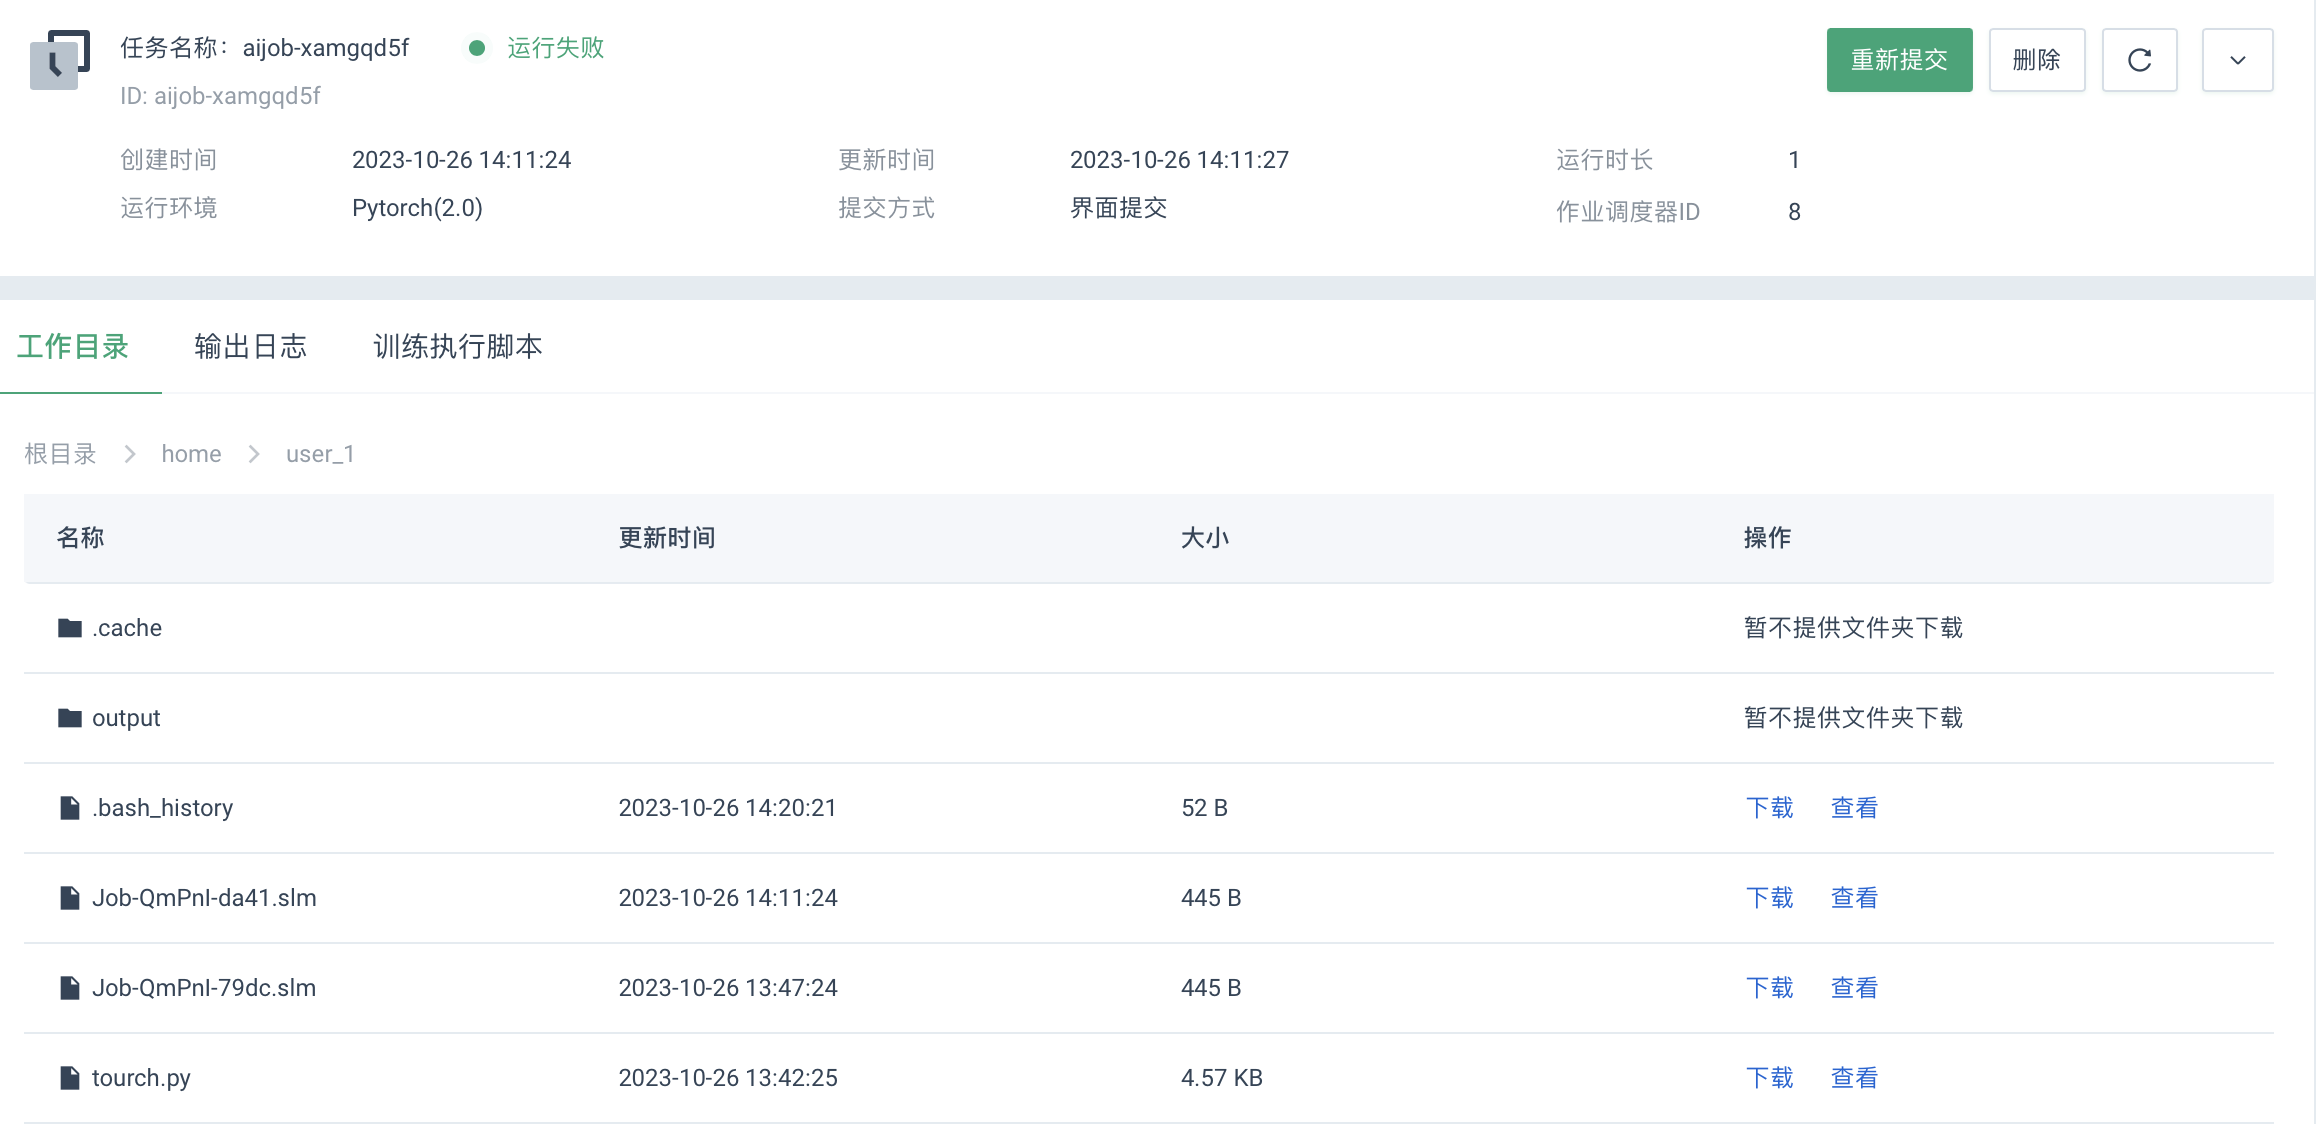 任务名称：aijob-xamgqd5f 运行失败 重新提交 删除
ID: aijob-xamgqd5f
创建时间 2023-10-26 14:11:24 更新时间 2023-10-26 14:11:27 运行时长 1
运行环境 Pytorch(2.0) 提交方式 界面提交 作业调度器ID 8
工作目录 输出日志 训练执行脚本
根目录 > home > user_1
名称 更新时间 大小 操作
.cache 暂不提供文件夹下载
output 暂不提供文件夹下载
.bash_history 2023-10-26 14:20:21 52 B 下载 查看
Job-QmPnI-da41.slm 2023-10-26 14:11:24 445 B 下载 查看
Job-QmPnI-79dc.slm 2023-10-26 13:47:24 445 B 下载 查看
tourch.py 2023-10-26 13:42:25 4.57 KB 下载 查看